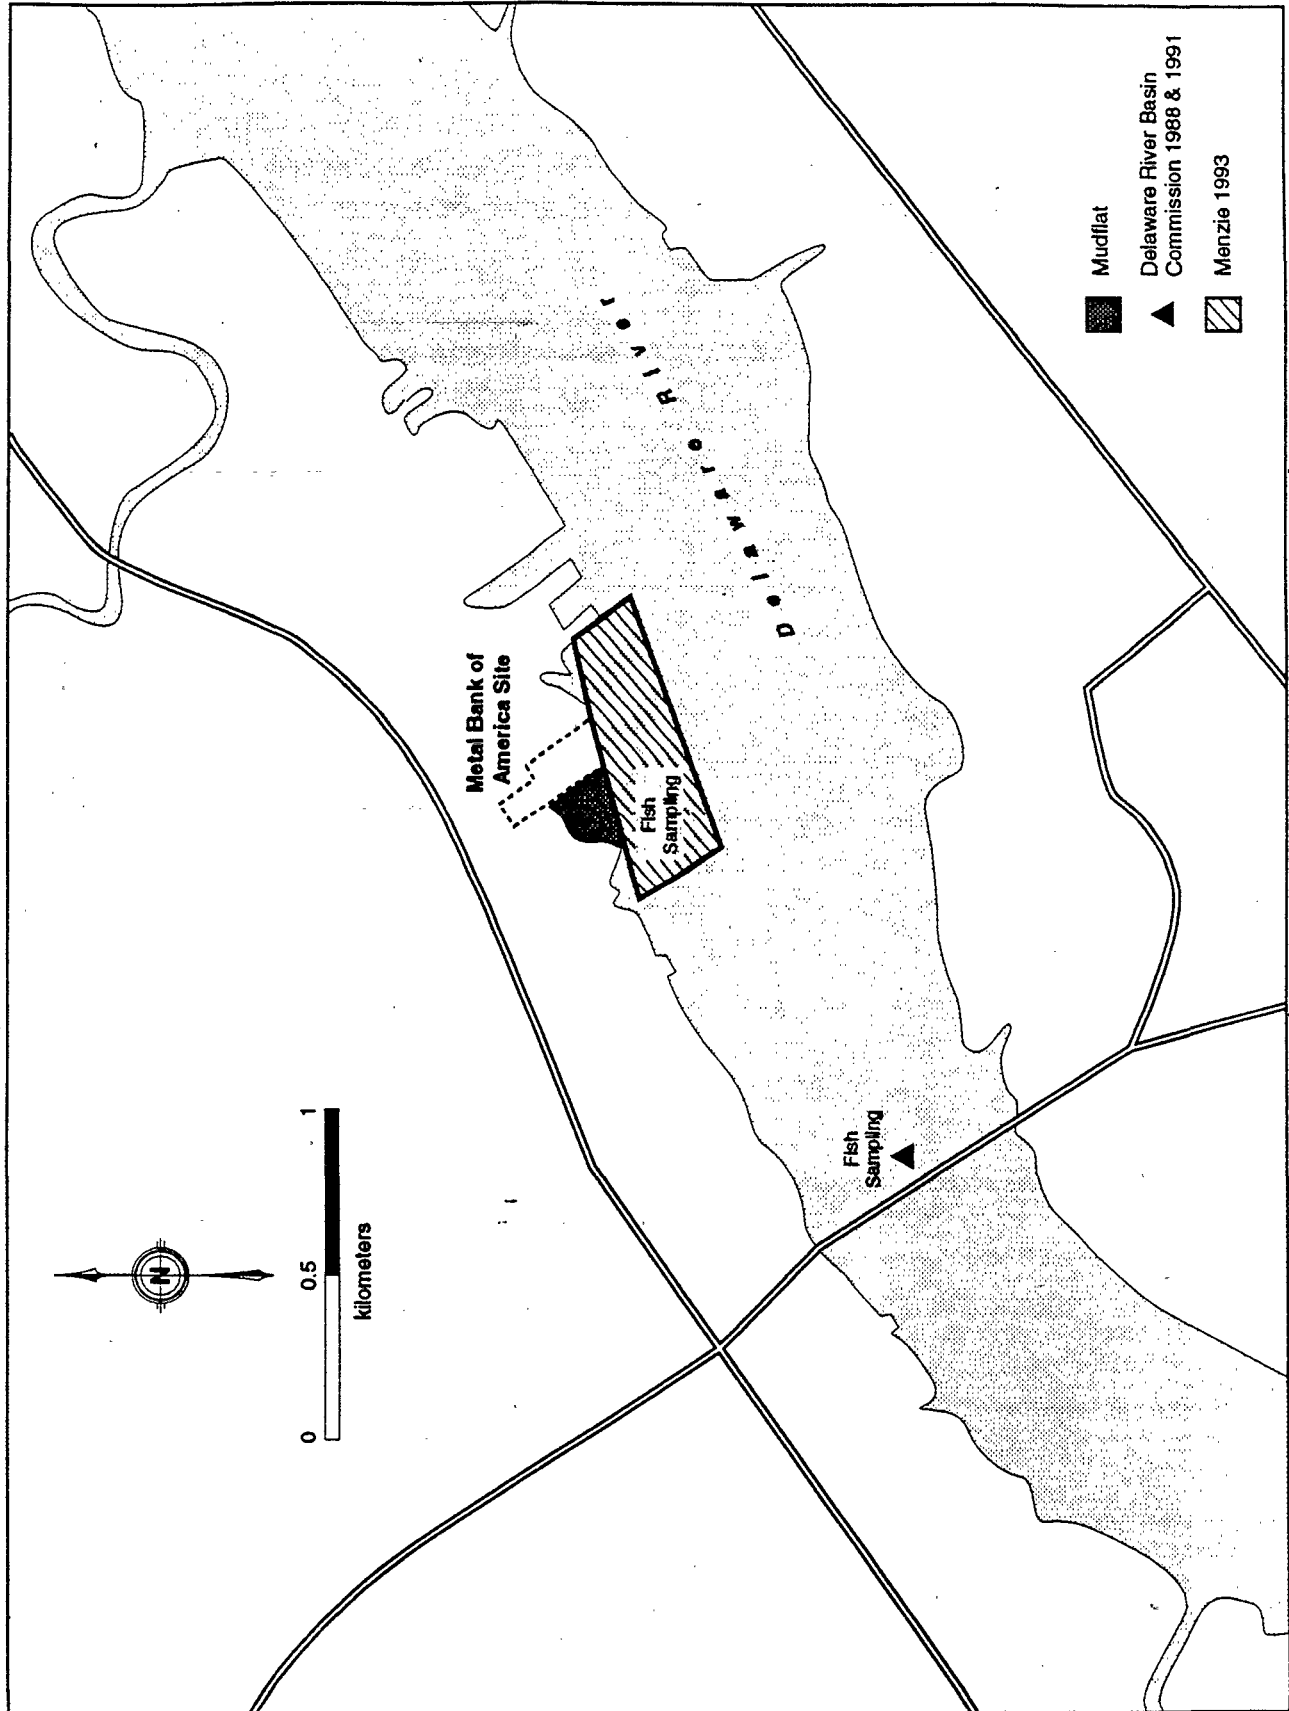 Metal Bank of
America Site
Fish
Sampling
Delaware River
Fish
Sampling
N
0
0.5
1
kilometers
Mudflat
Delaware River Basin
Commission 1988 & 1991
Menzie 1993